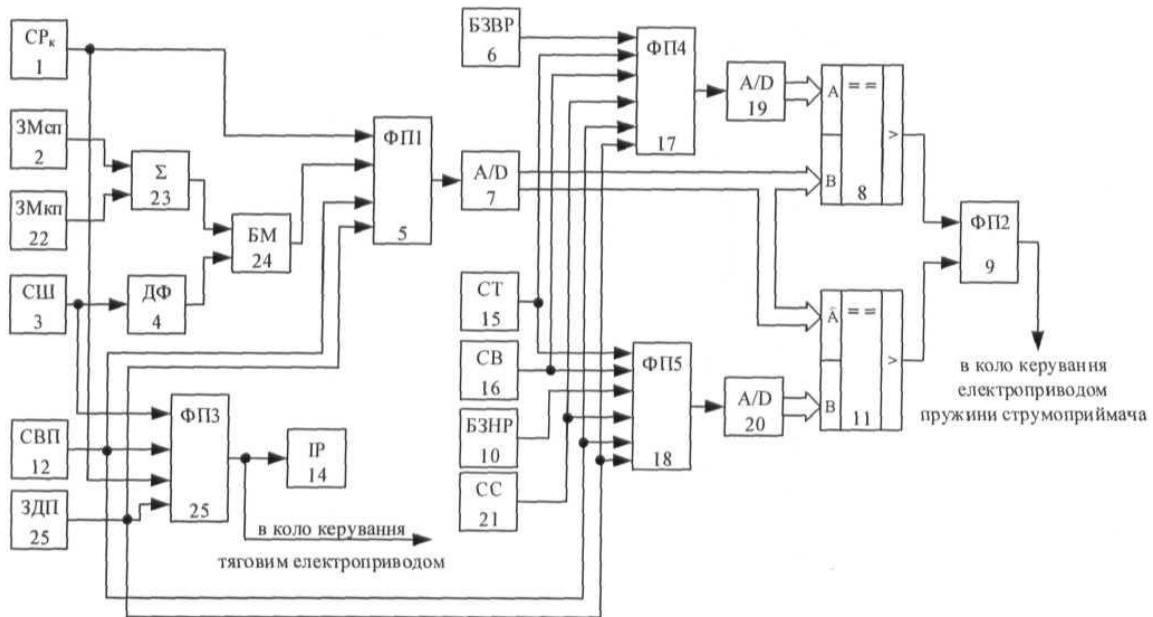 СРк
1
ЗМсп
2
ЗМкп
22
СШ
3
СВП
12
ЗДП
25
Σ
23
ДФ
4
БМ
24
ФП3
25
ІР
14
в коло керування
тяговим електроприводом
ФП1
5
A/D
7
БЗВР
6
СТ
15
СВ
16
БЗНР
10
СС
21
ФП4
17
ФП5
18
A/D
19
A/D
20
A
==
>
B
8
A
==
>
B
11
ФП2
9
в коло керування
електроприводом
пружини струмоприймача